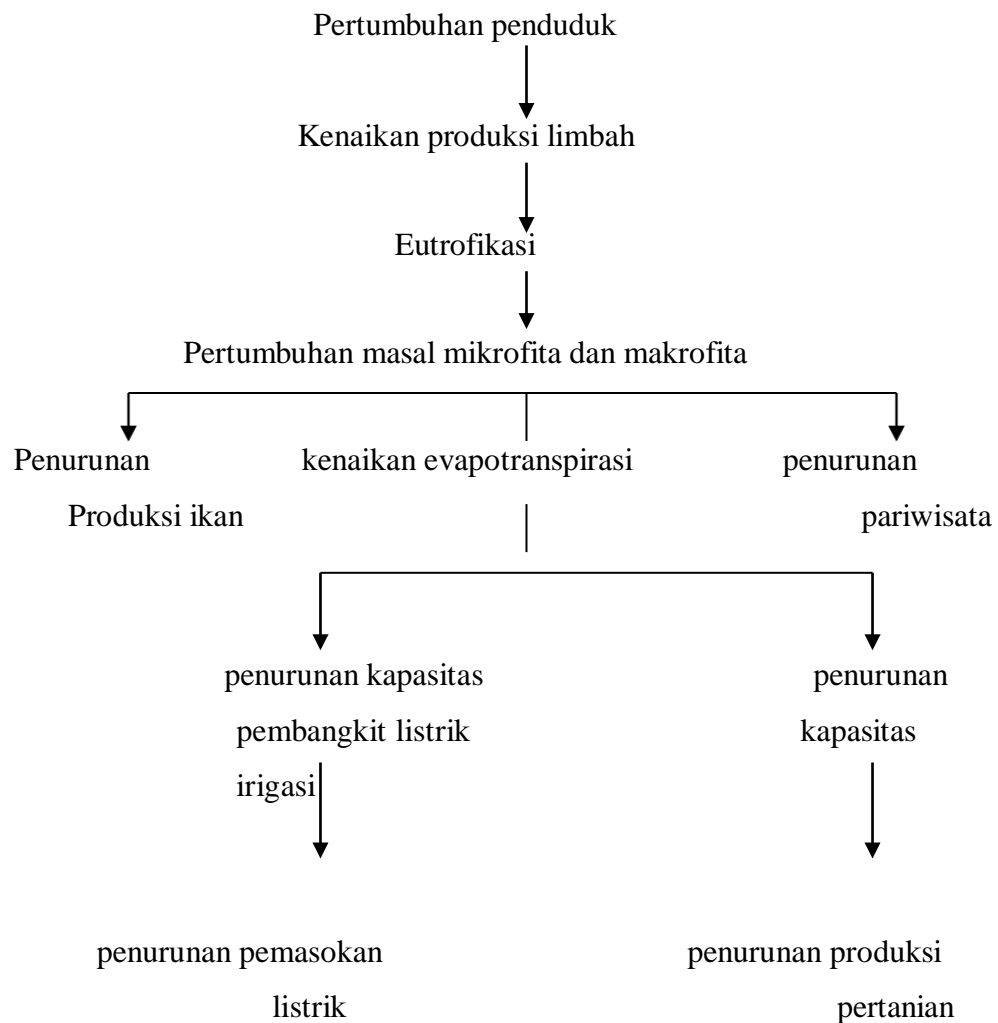 Pertumbuhan penduduk
Kenaikan produksi limbah
Eutrofikasi
Pertumbuhan masal mikrofita dan makrofita
Penurunan kenaikan evapotranspirasi penurunan
Produksi ikan pariwisata
penurunan kapasitas penurunan
pembangkit listrik kapasitas
irigasi
penurunan pemasokan penurunan produksi
listrik pertanian